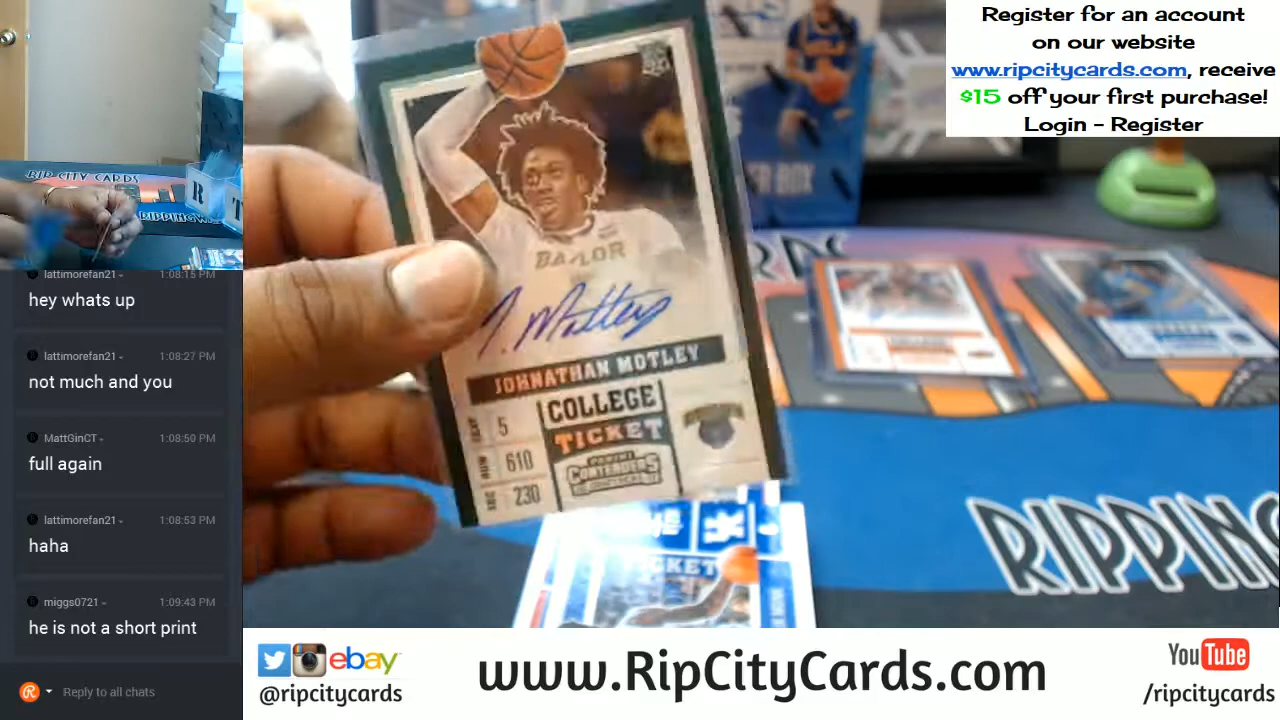 Register for an account
on our website
www.ripcitycards.com, receive
$15 off your first purchase!
Login - Register
RIP CITY CARDS
RIPPING
R
T
lattimorefan21 1:08:15 PM
hey whats up
lattimorefan21 1:08:27 PM
not much and you
MattGinCT 1:08:50 PM
full again
lattimorefan21 1:08:53 PM
haha
miggs0721 1:09:43 PM
he is not a short print
Reply to all chats
BAYLOR
J. Motley
JOHNATHAN MOTLEY
5
610
230
COLLEGE
TICKET
PANINI
CONTENDERS
BOX
RIPPING
TICKET
ebay
@ripcitycards
www.RipCityCards.com
YouTube
/ripcitycards